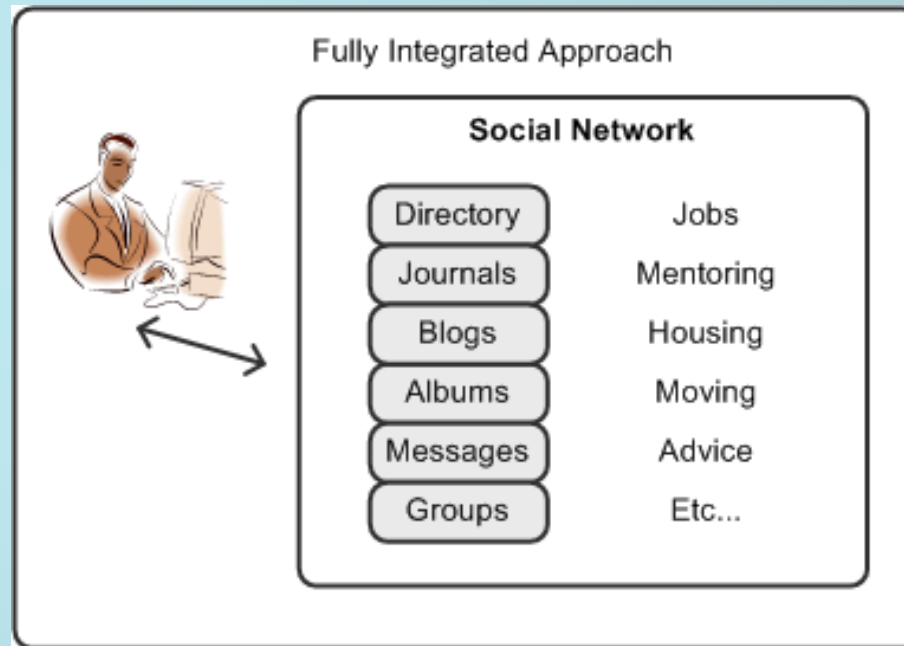 Fully Integrated Approach
Social Network
Directory Jobs
Journals Mentoring
Blogs Housing
Albums Moving
Messages Advice
Groups Etc...